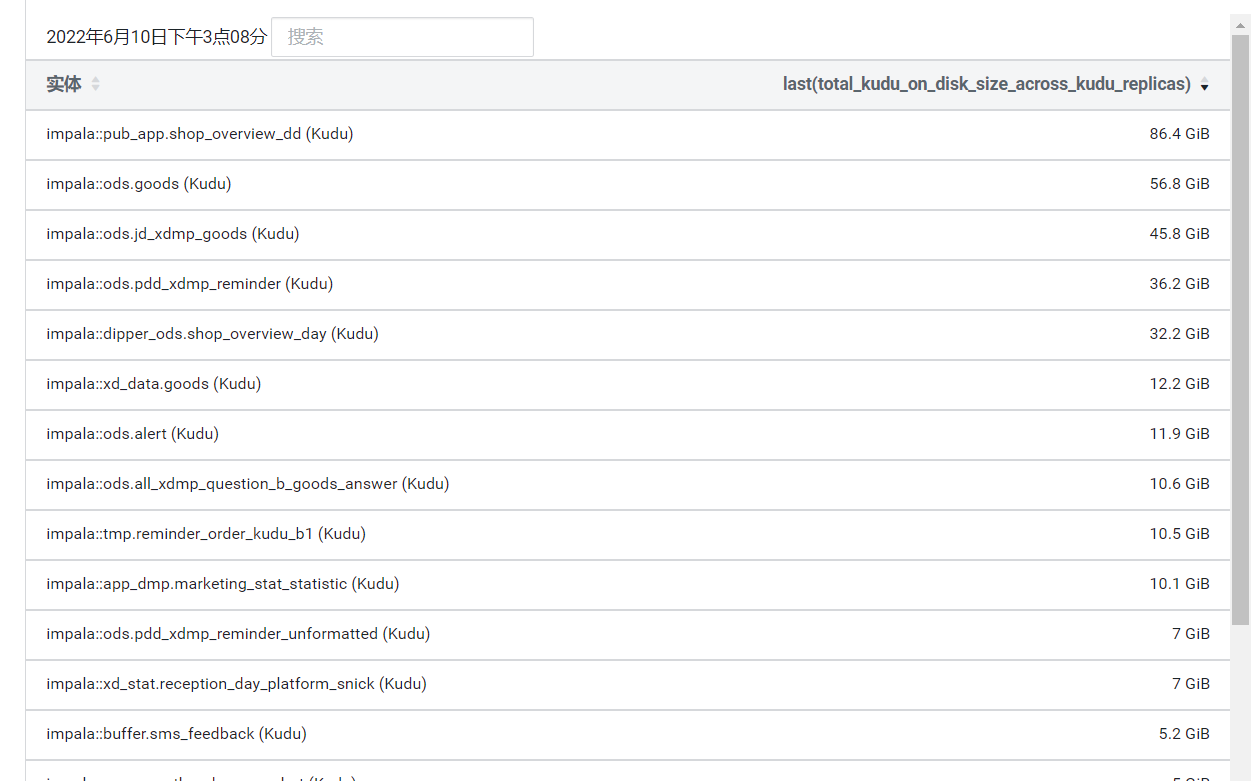 2022年6月10日下午3点08分 搜索
实体 last(total_kudu_on_disk_size_across_kudu_replicas)
impala::pub_app.shop_overview_dd (Kudu) 86.4 GiB
impala::ods.goods (Kudu) 56.8 GiB
impala::ods.jd_xdmp_goods (Kudu) 45.8 GiB
impala::ods.pdd_xdmp_reminder (Kudu) 36.2 GiB
impala::dipper_ods.shop_overview_day (Kudu) 32.2 GiB
impala::xd_data.goods (Kudu) 12.2 GiB
impala::ods.alert (Kudu) 11.9 GiB
impala::ods.all_xdmp_question_b_goods_answer (Kudu) 10.6 GiB
impala::tmp.reminder_order_kudu_b1 (Kudu) 10.5 GiB
impala::app_dmp.marketing_stat_statistic (Kudu) 10.1 GiB
impala::ods.pdd_xdmp_reminder_unformatted (Kudu) 7 GiB
impala::xd_stat.reception_day_platform_snick (Kudu) 7 GiB
impala::buffer.sms_feedback (Kudu) 5.2 GiB